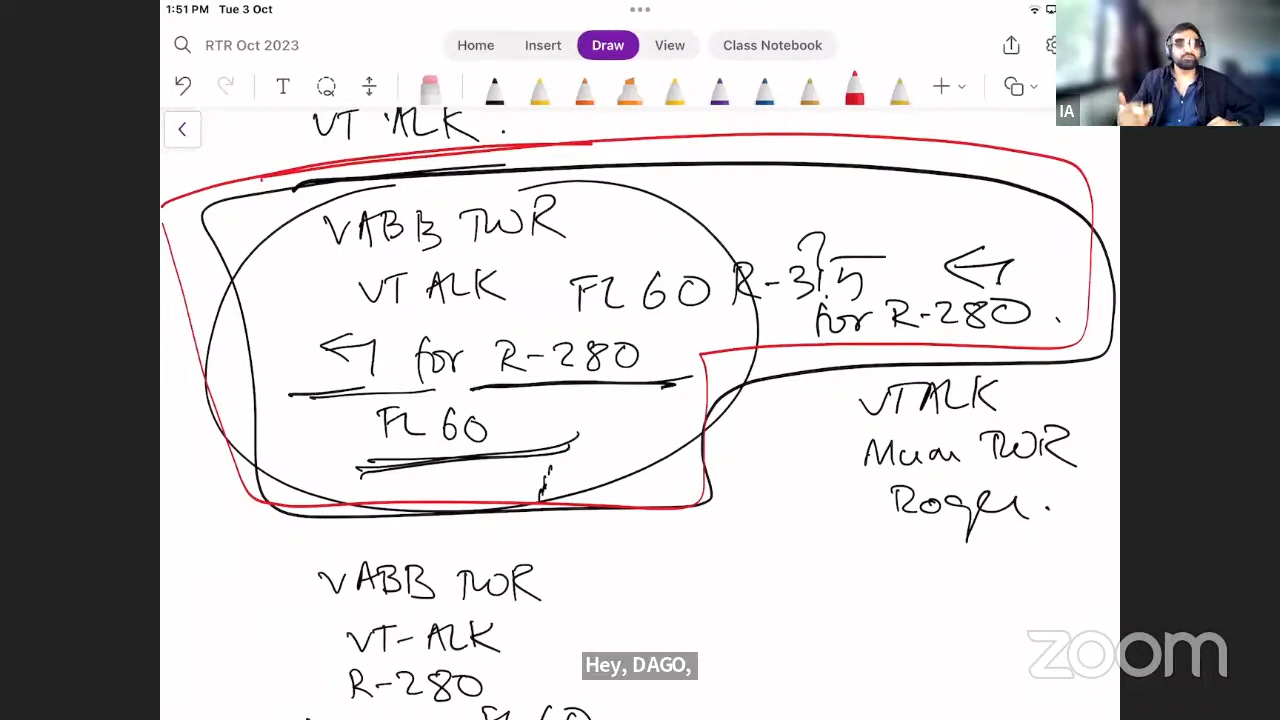 1:51 PM Tue 3 Oct
RTR Oct 2023
Home Insert Draw View Class Notebook
IA
VT ALK.
VABB TWR
VT ALK FL 60 R-315
for R-280.
for R-280
FL 60
VTALK
Mum TWR
Roger.
VABB TWR
VT-ALK
R-280
Hey, DAGO,
zoom